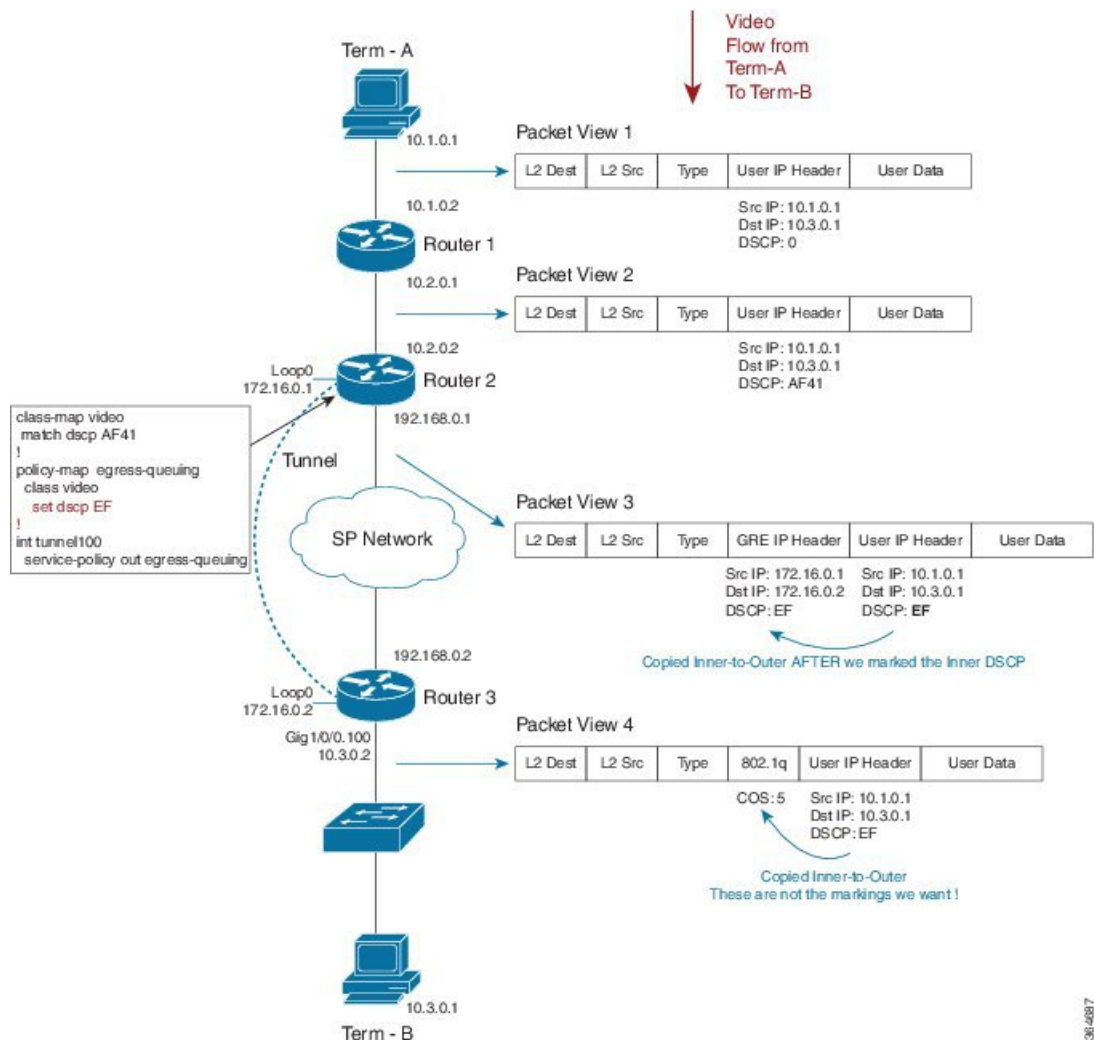 Video
Flow from
Term-A
To Term-B
Term - A
10.1.0.1
Packet View 1
L2 Dest L2 Src Type User IP Header User Data
Src IP: 10.1.0.1
Dst IP: 10.3.0.1
DSCP: 0
10.1.0.2
Router 1
10.2.0.1
Packet View 2
L2 Dest L2 Src Type User IP Header User Data
Src IP: 10.1.0.1
Dst IP: 10.3.0.1
DSCP: AF41
10.2.0.2
Loop0
172.16.0.1
Router 2
192.168.0.1
class-map video
match dscp AF41
!
policy-map egress-queuing
class video
set dscp EF
!
int tunnel100
service-policy out egress-queuing
Tunnel
SP Network
Packet View 3
L2 Dest L2 Src Type GRE IP Header User IP Header User Data
Src IP: 172.16.0.1 Src IP: 10.1.0.1
Dst IP: 172.16.0.2 Dst IP: 10.3.0.1
DSCP: EF DSCP: EF
Copied Inner-to-Outer AFTER we marked the Inner DSCP
192.168.0.2
Loop0
172.16.0.2
Router 3
Gig1/0/0.100
10.3.0.2
Packet View 4
L2 Dest L2 Src Type 802.1q User IP Header User Data
COS: 5 Src IP: 10.1.0.1
Dst IP: 10.3.0.1
DSCP: EF
Copied Inner-to-Outer
These are not the markings we want !
10.3.0.1
Term - B
364687